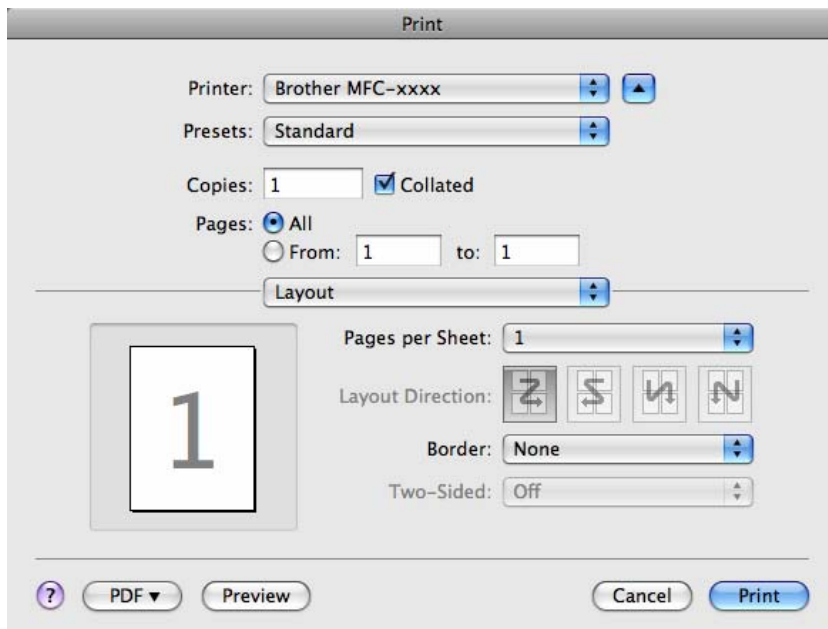 Print
Printer: Brother MFC-xxxx
Presets: Standard
Copies: 1 Collated
Pages: All
From: 1 to: 1
Layout
Pages per Sheet: 1
Layout Direction:
Border: None
Two-Sided: Off
1
? PDF▼ Preview Cancel Print